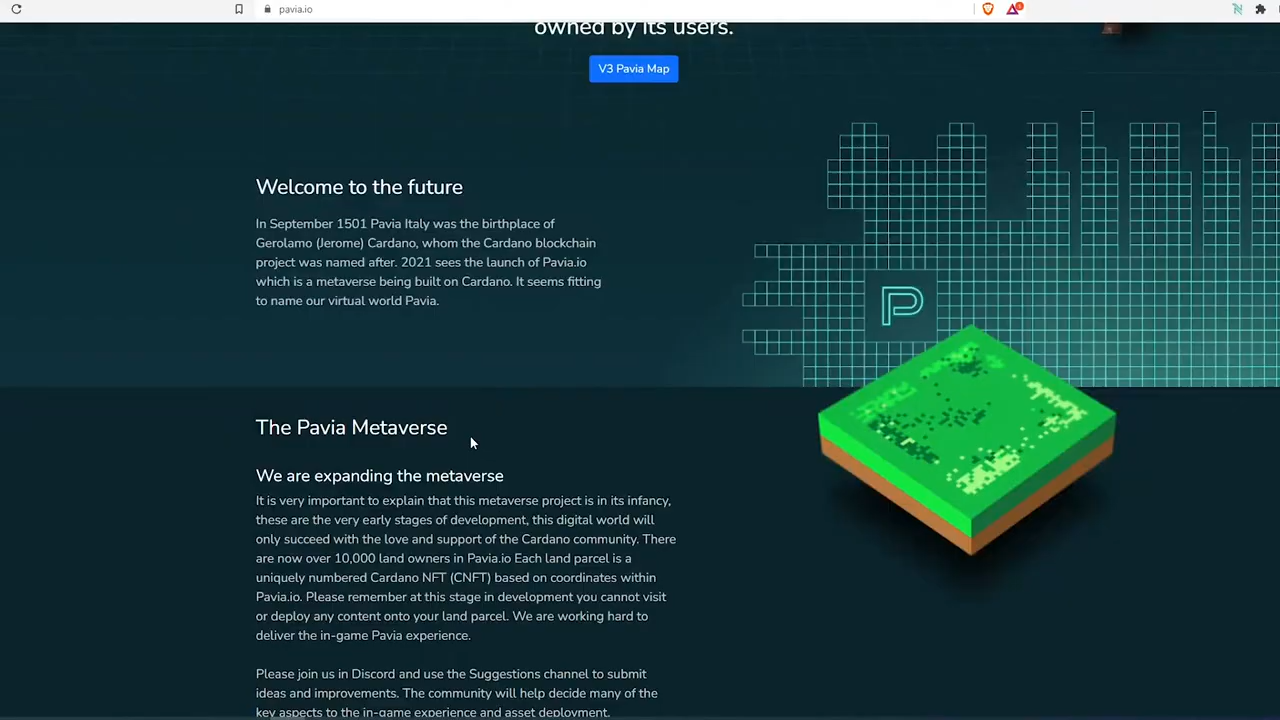 pavia.io
owned by its users.
V3 Pavia Map
Welcome to the future
In September 1501 Pavia Italy was the birthplace of
Gerolamo (Jerome) Cardano, whom the Cardano blockchain
project was named after. 2021 sees the launch of Pavia.io
which is a metaverse being built on Cardano. It seems fitting
to name our virtual world Pavia.
P
The Pavia Metaverse
We are expanding the metaverse
It is very important to explain that this metaverse project is in its infancy,
these are the very early stages of development, this digital world will
only succeed with the love and support of the Cardano community. There
are now over 10,000 land owners in Pavia.io Each land parcel is a
uniquely numbered Cardano NFT (CNFT) based on coordinates within
Pavia.io. Please remember at this stage in development you cannot visit
or deploy any content onto your land parcel. We are working hard to
deliver the in-game Pavia experience.
Please join us in Discord and use the Suggestions channel to submit
ideas and improvements. The community will help decide many of the
key aspects to the in-game experience and asset deployment.